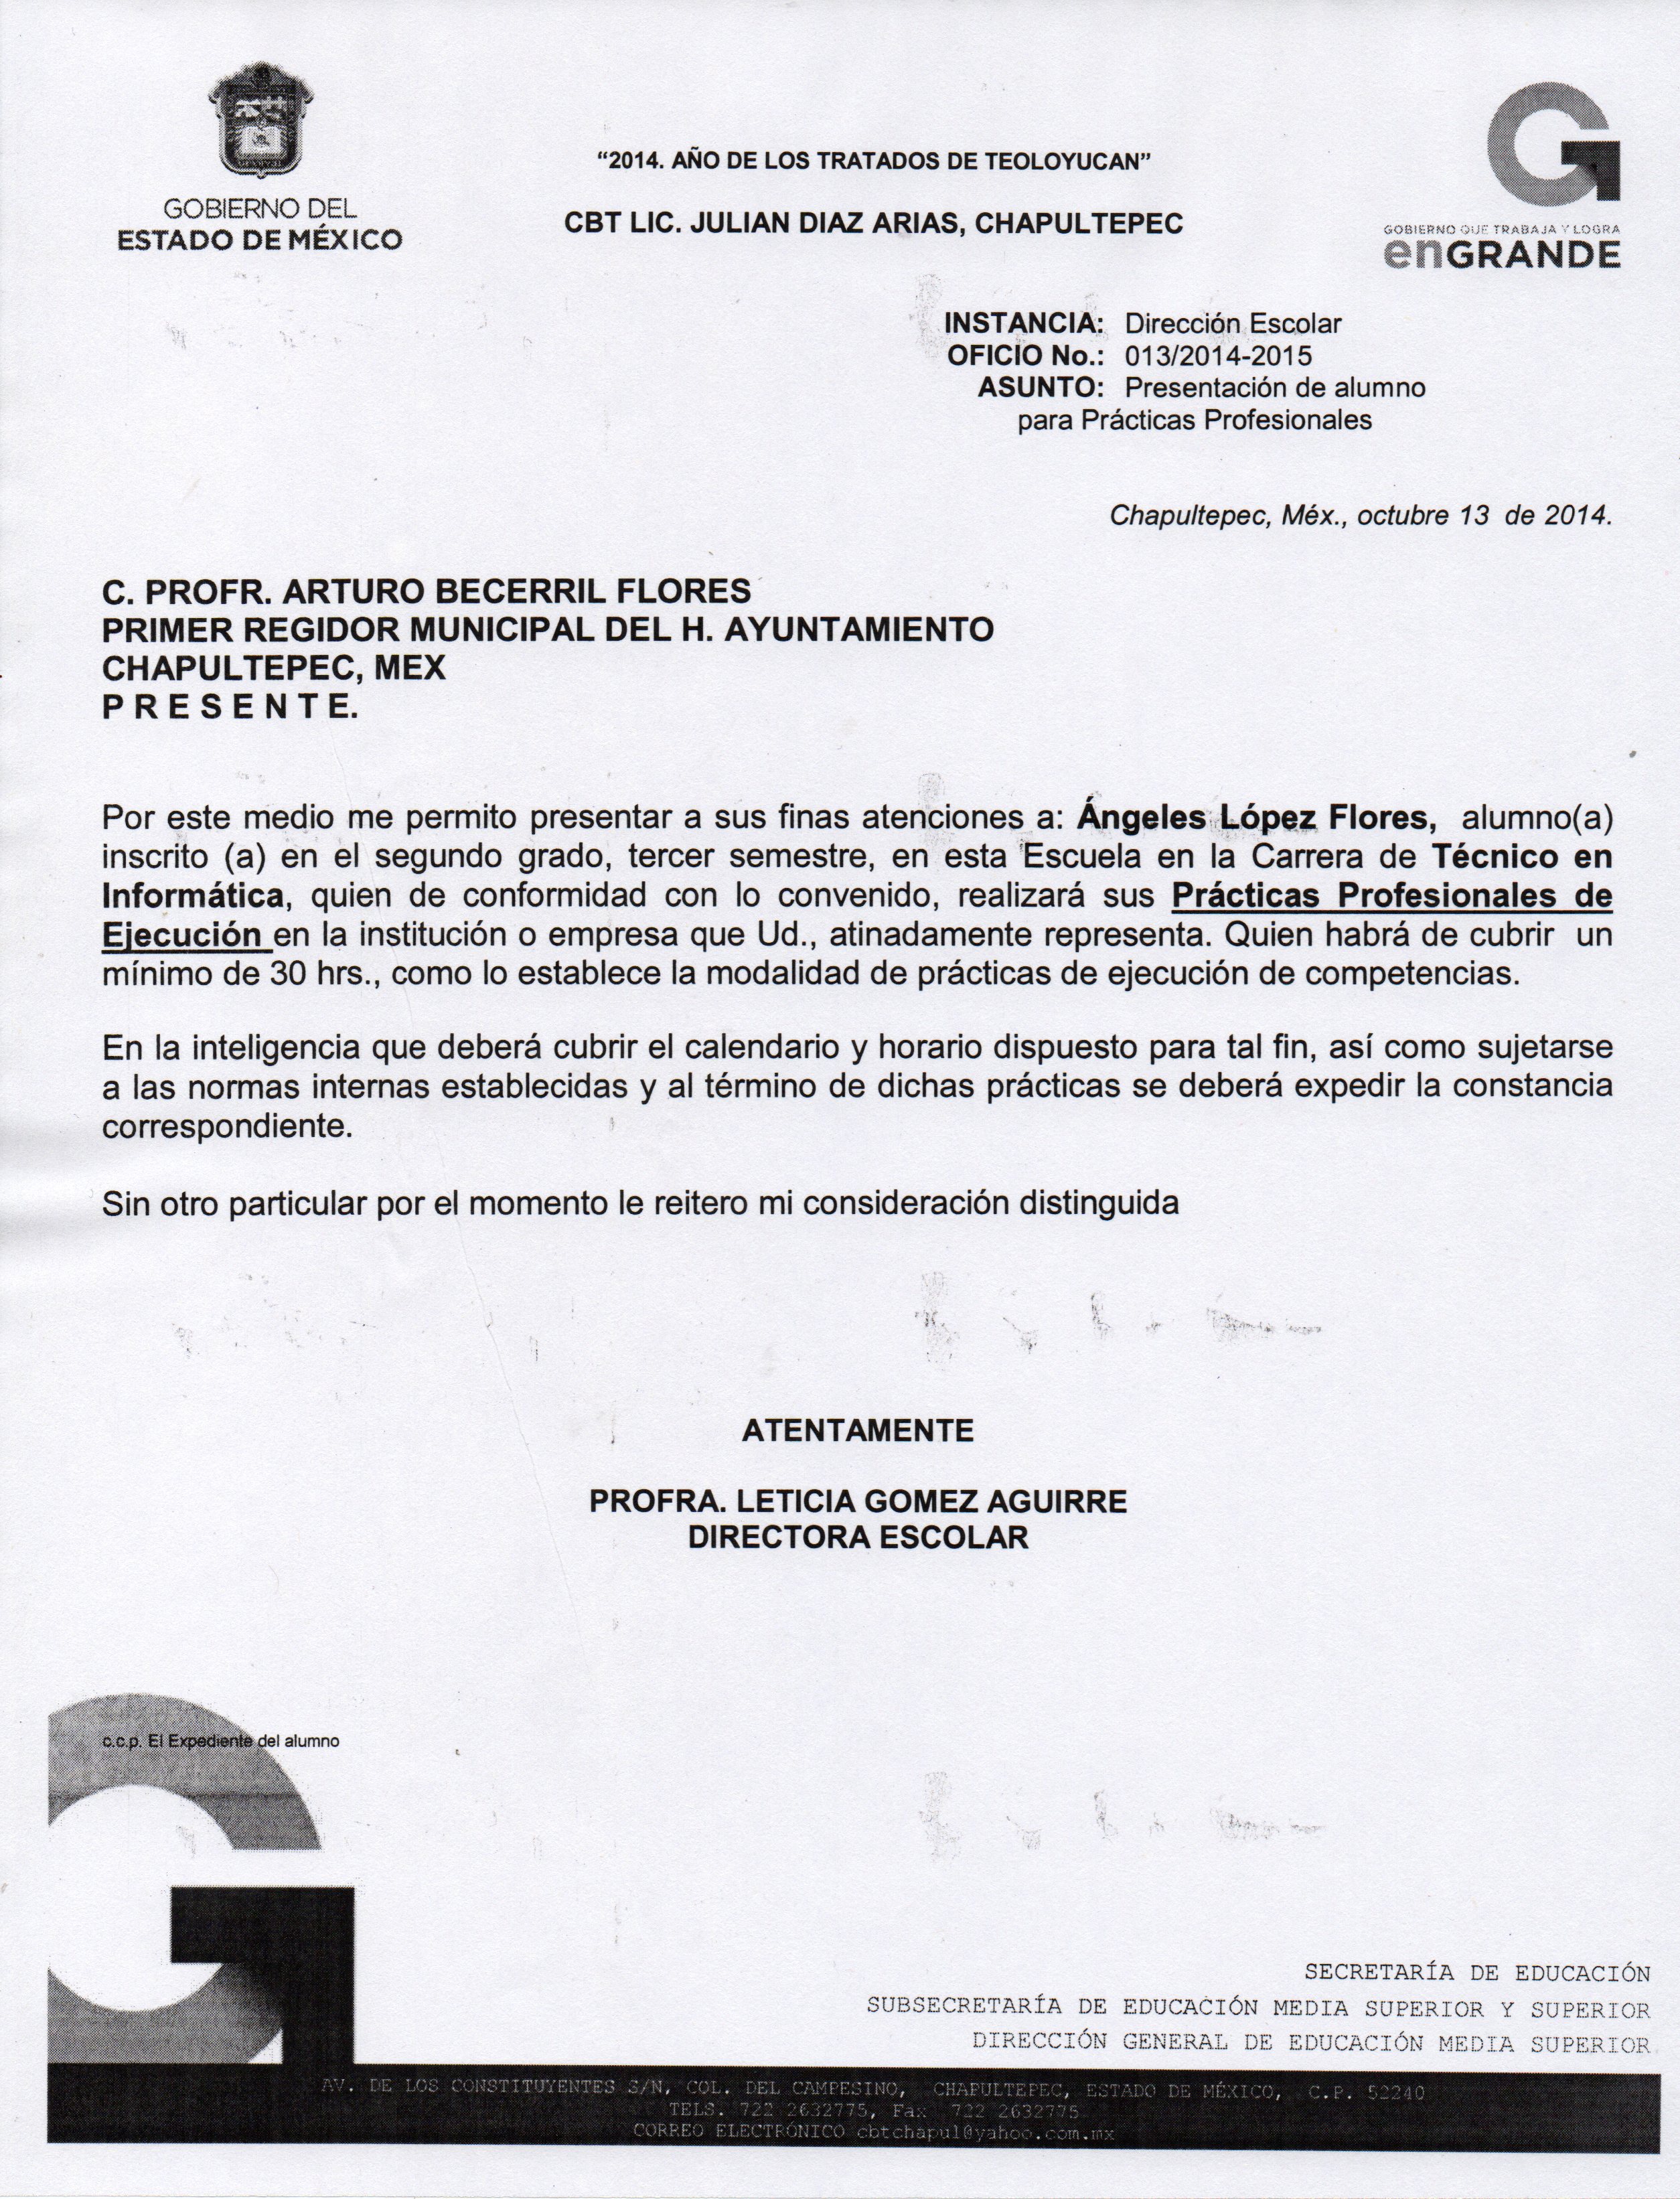 GOBIERNO DEL
ESTADO DE MÉXICO
“2014. AÑO DE LOS TRATADOS DE TEOLOYUCAN”
CBT LIC. JULIAN DIAZ ARIAS, CHAPULTEPEC
GOBIERNO QUE TRABAJA Y LOGRA
enGRANDE
INSTANCIA: Dirección Escolar
OFICIO No.: 013/2014-2015
ASUNTO: Presentación de alumno
para Prácticas Profesionales
Chapultepec, Méx., octubre 13 de 2014.
C. PROFR. ARTURO BECERRIL FLORES
PRIMER REGIDOR MUNICIPAL DEL H. AYUNTAMIENTO
CHAPULTEPEC, MEX
P R E S E N T E.
Por este medio me permito presentar a sus finas atenciones a: Ángeles López Flores, alumno(a)
inscrito (a) en el segundo grado, tercer semestre, en esta Escuela en la Carrera de Técnico en
Informática, quien de conformidad con lo convenido, realizará sus Prácticas Profesionales de
Ejecución en la institución o empresa que Ud., atinadamente representa. Quien habrá de cubrir un
mínimo de 30 hrs., como lo establece la modalidad de prácticas de ejecución de competencias.
En la inteligencia que deberá cubrir el calendario y horario dispuesto para tal fin, así como sujetarse
a las normas internas establecidas y al término de dichas prácticas se deberá expedir la constancia
correspondiente.
Sin otro particular por el momento le reitero mi consideración distinguida
ATENTAMENTE
PROFRA. LETICIA GOMEZ AGUIRRE
DIRECTORA ESCOLAR
c.c.p. El Expediente del alumno
SECRETARÍA DE EDUCACIÓN
SUBSECRETARÍA DE EDUCACIÓN MEDIA SUPERIOR Y SUPERIOR
DIRECCIÓN GENERAL DE EDUCACIÓN MEDIA SUPERIOR
AV. DE LOS CONSTITUYENTES S/N, COL. DEL CAMPESINO, CHAPULTEPEC, ESTADO DE MÉXICO, C.P. 52240
TELS. 722 2632775, Fax 722 2632775
CORREO ELECTRÓNICO cbtchapul@yahoo.com.mx